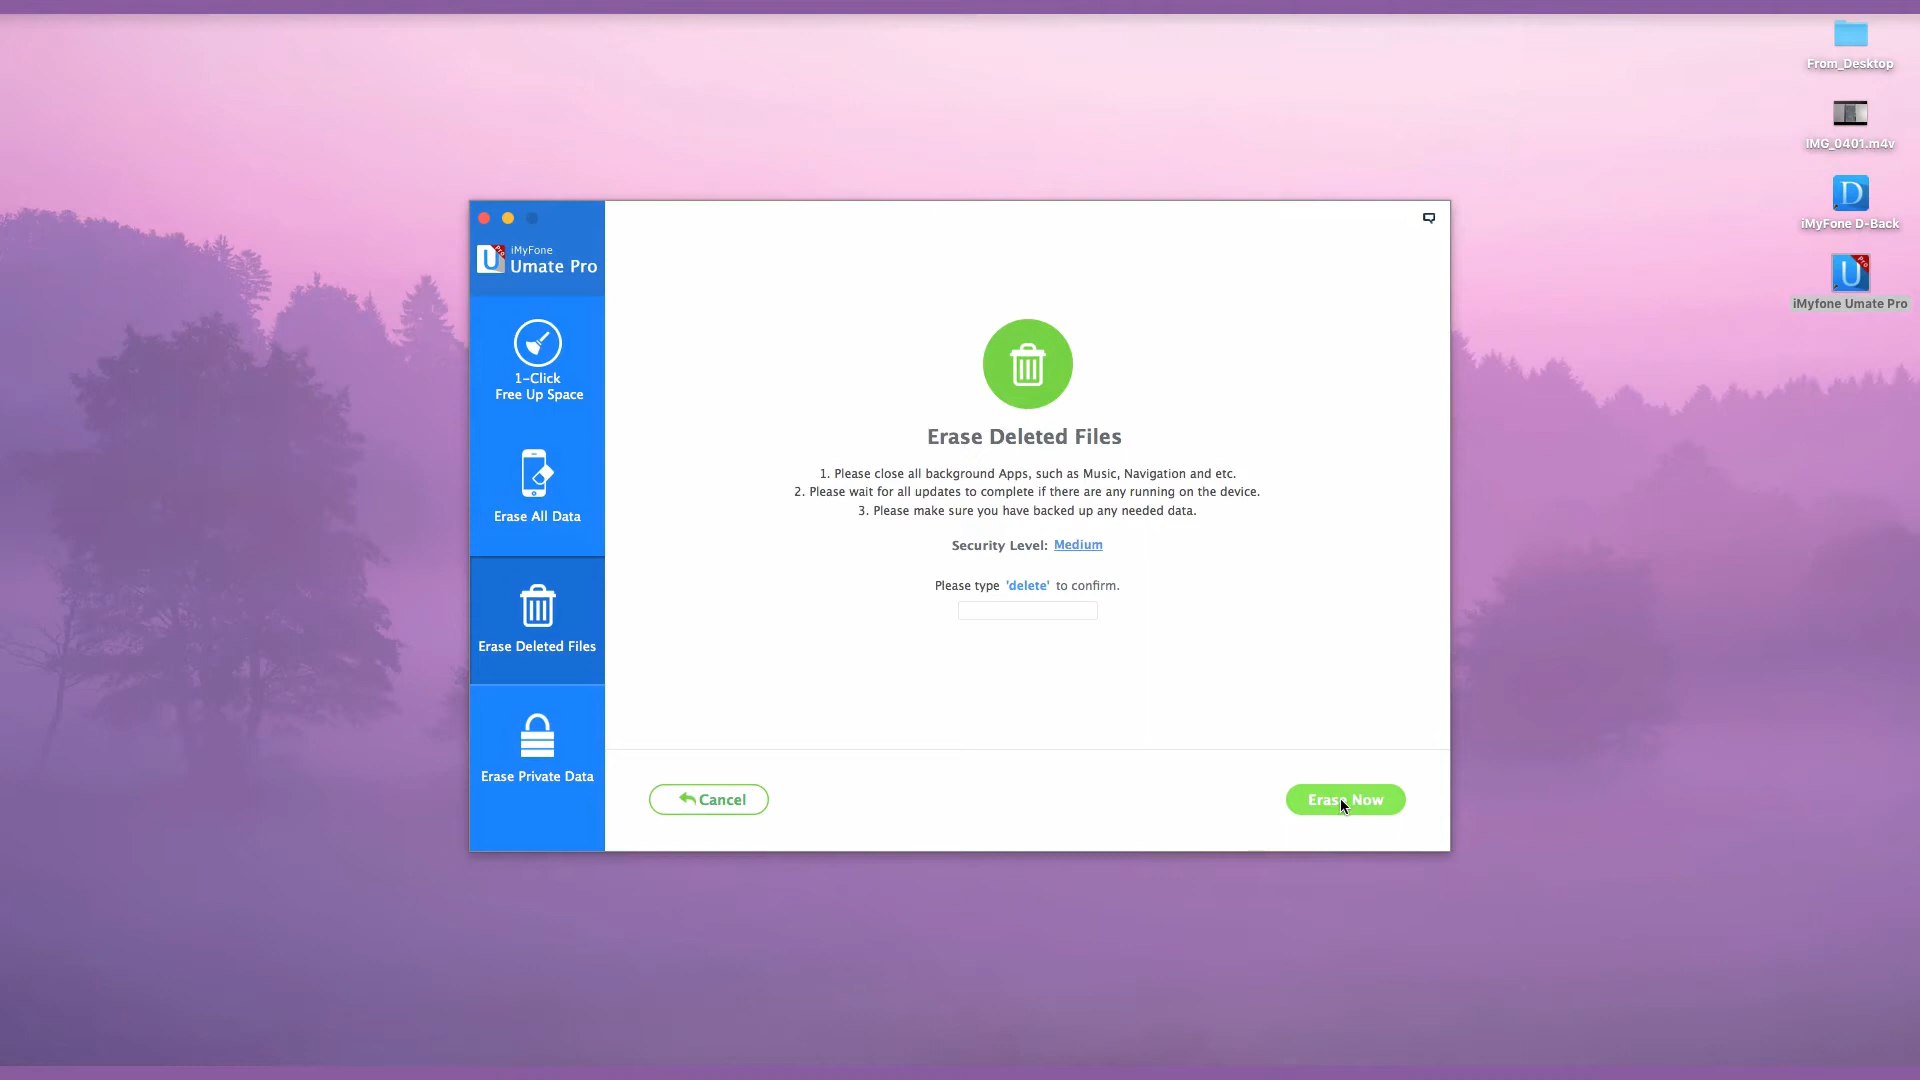 From_Desktop
IMG_0401.m4v
D
iMyFone D-Back
Pro
U
iMyfone Umate Pro
Pro
U
iMyFone
Umate Pro
1-Click
Free Up Space
Erase All Data
Erase Deleted Files
Erase Private Data
Erase Deleted Files
1. Please close all background Apps, such as Music, Navigation and etc.
2. Please wait for all updates to complete if there are any running on the device.
3. Please make sure you have backed up any needed data.
Security Level: Medium
Please type 'delete' to confirm.
Cancel
Erase Now